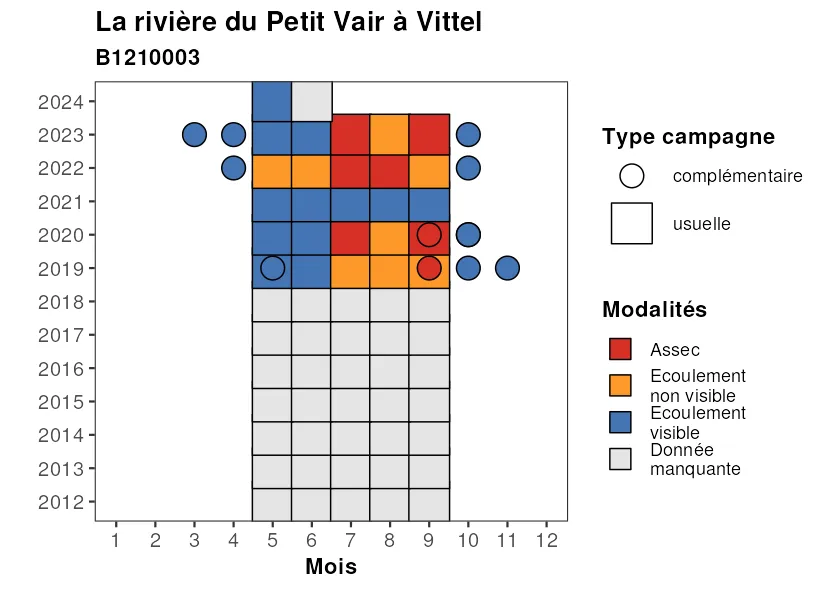 La rivière du Petit Vair à Vittel
B1210003
2024
2023
2022
2021
2020
2019
2018
2017
2016
2015
2014
2013
2012
1 2 3 4 5 6 7 8 9 10 11 12
Mois
Type campagne
complémentaire
usuelle
Modalités
Assec
Ecoulement
non visible
Ecoulement
visible
Donnée
manquante